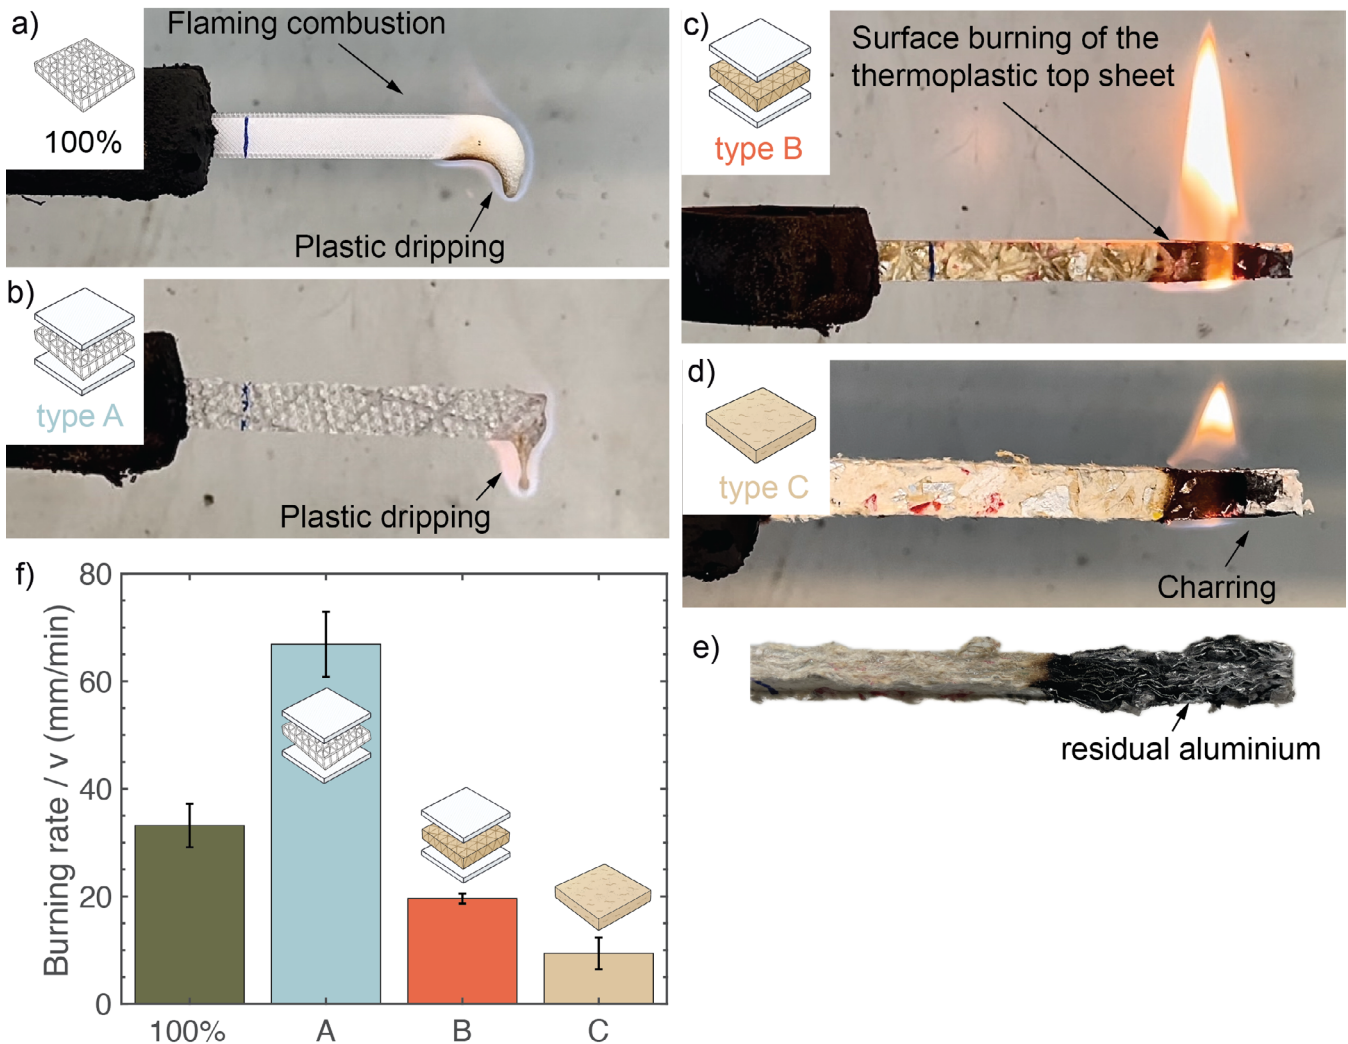 a)
Flaming combustion
100%
Plastic dripping
b)
type A
Plastic dripping
c)
Surface burning of the
thermoplastic top sheet
type B
d)
type C
Charring
e)
residual aluminium
f)
Burning rate / v (mm/min)
80
60
40
20
0
100%
A
B
C